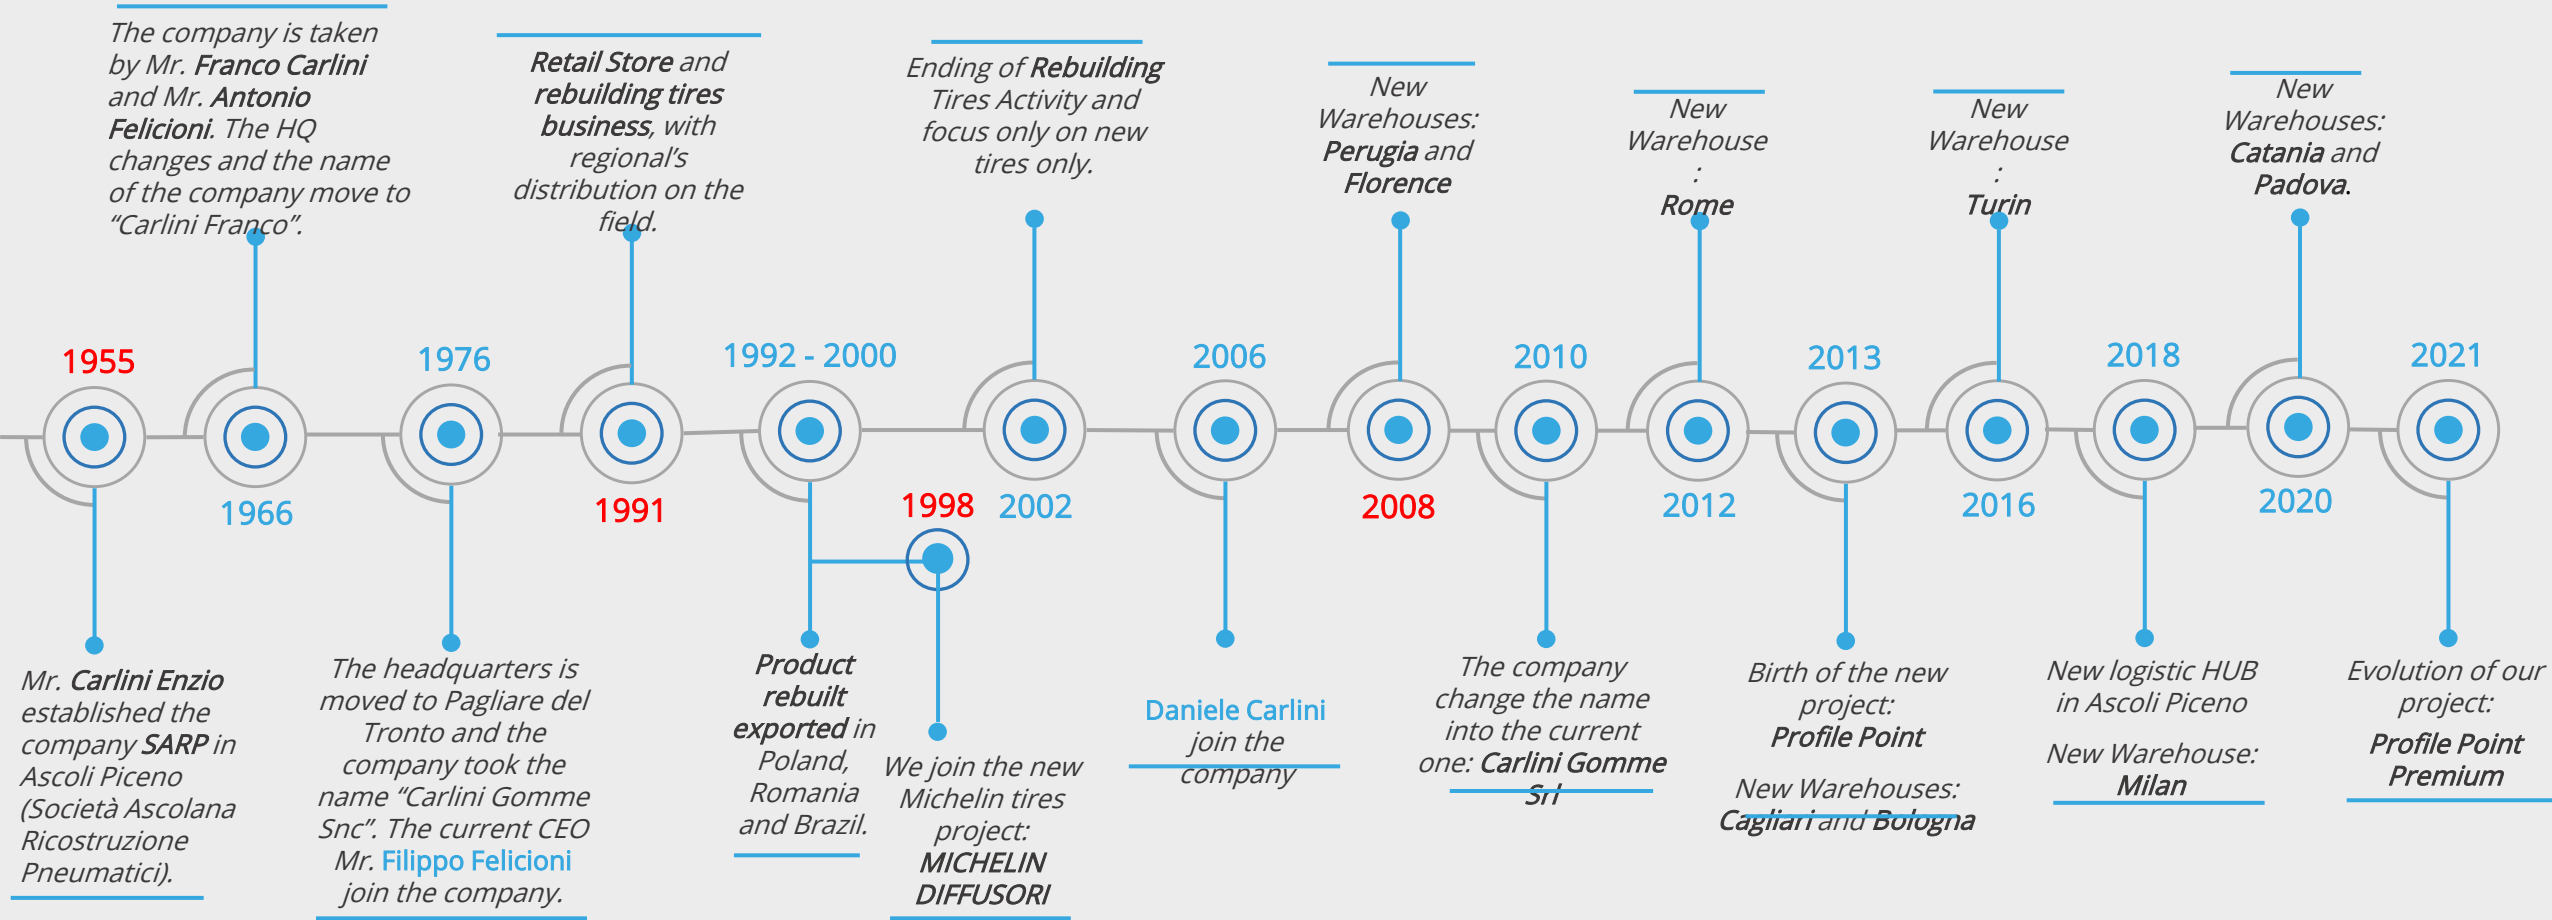 1955
Mr. Carlini Enzio
established the
company SARP in
Ascoli Piceno
(Società Ascolana
Ricostruzione
Pneumatici).
The company is taken
by Mr. Franco Carlini
and Mr. Antonio
Felicioni. The HQ
changes and the name
of the company move to
“Carlini Franco”.
1966
1976
The headquarters is
moved to Pagliare del
Tronto and the
company took the
name “Carlini Gomme
Snc”. The current CEO
Mr. Filippo Felicioni
join the company.
Retail Store and
rebuilding tires
business, with
regional’s
distribution on the
field.
1991
1992 - 2000
Product
rebuilt
exported in
Poland,
Romania
and Brazil.
1998
We join the new
Michelin tires
project:
MICHELIN
DIFFUSORI
Ending of Rebuilding
Tires Activity and
focus only on new
tires only.
2002
2006
Daniele Carlini
join the
company
New
Warehouses:
Perugia and
Florence
2008
2010
The company
change the name
into the current
one: Carlini Gomme
Srl
New
Warehouse
:
Rome
2012
2013
Birth of the new
project:
Profile Point
New Warehouses:
Cagliari and Bologna
New
Warehouse
:
Turin
2016
2018
New logistic HUB
in Ascoli Piceno
New Warehouse:
Milan
New
Warehouses:
Catania and
Padova.
2020
2021
Evolution of our
project:
Profile Point
Premium